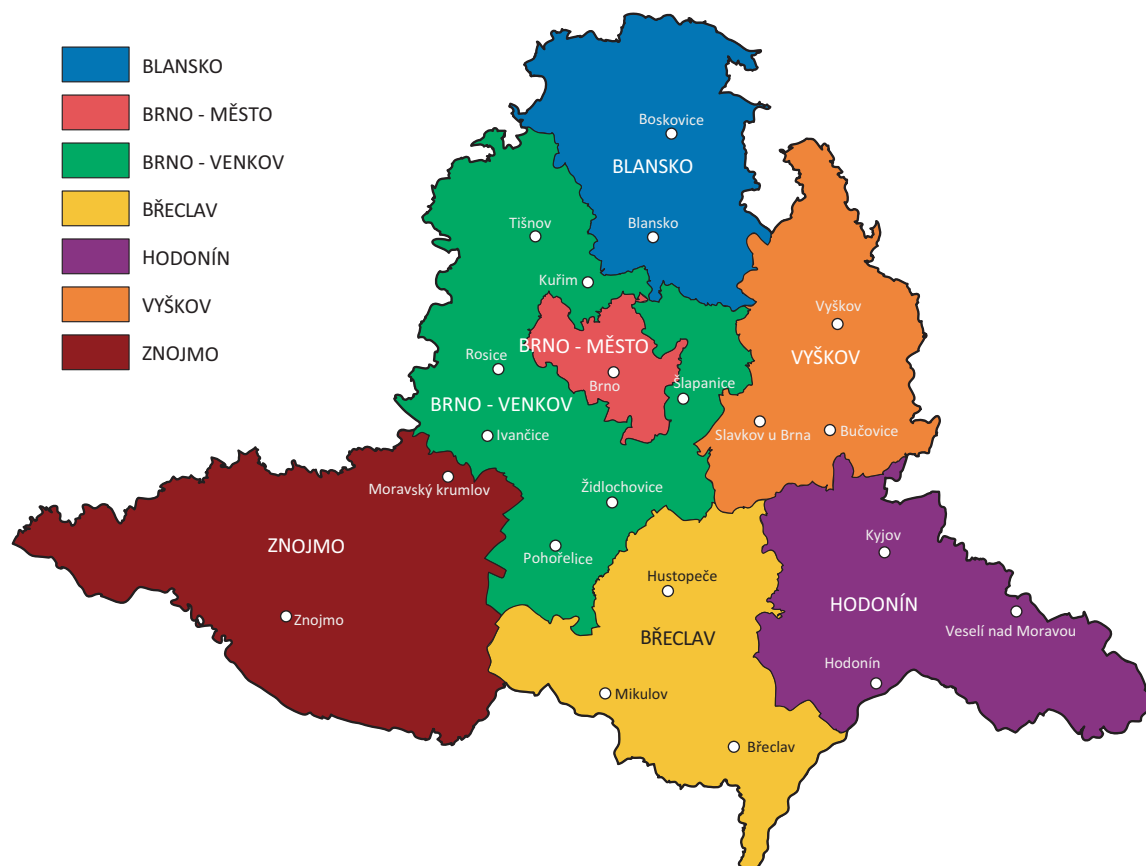 BLANSKO
BRNO - MĚSTO
BRNO - VENKOV
BŘECLAV
HODONÍN
VYŠKOV
ZNOJMO
Boskovice
BLANSKO
Tišnov
Blansko
Kuřim
Vyškov
BRNO - MĚSTO
Rosice
VYŠKOV
Brno
Šlapanice
BRNO - VENKOV
Ivančice
Slavkov u Brna
Bučovice
Moravský krumlov
Židlochovice
ZNOJMO
Pohořelice
Kyjov
Hustopeče
HODONÍN
Znojmo
BŘECLAV
Veselí nad Moravou
Hodonín
Mikulov
Břeclav